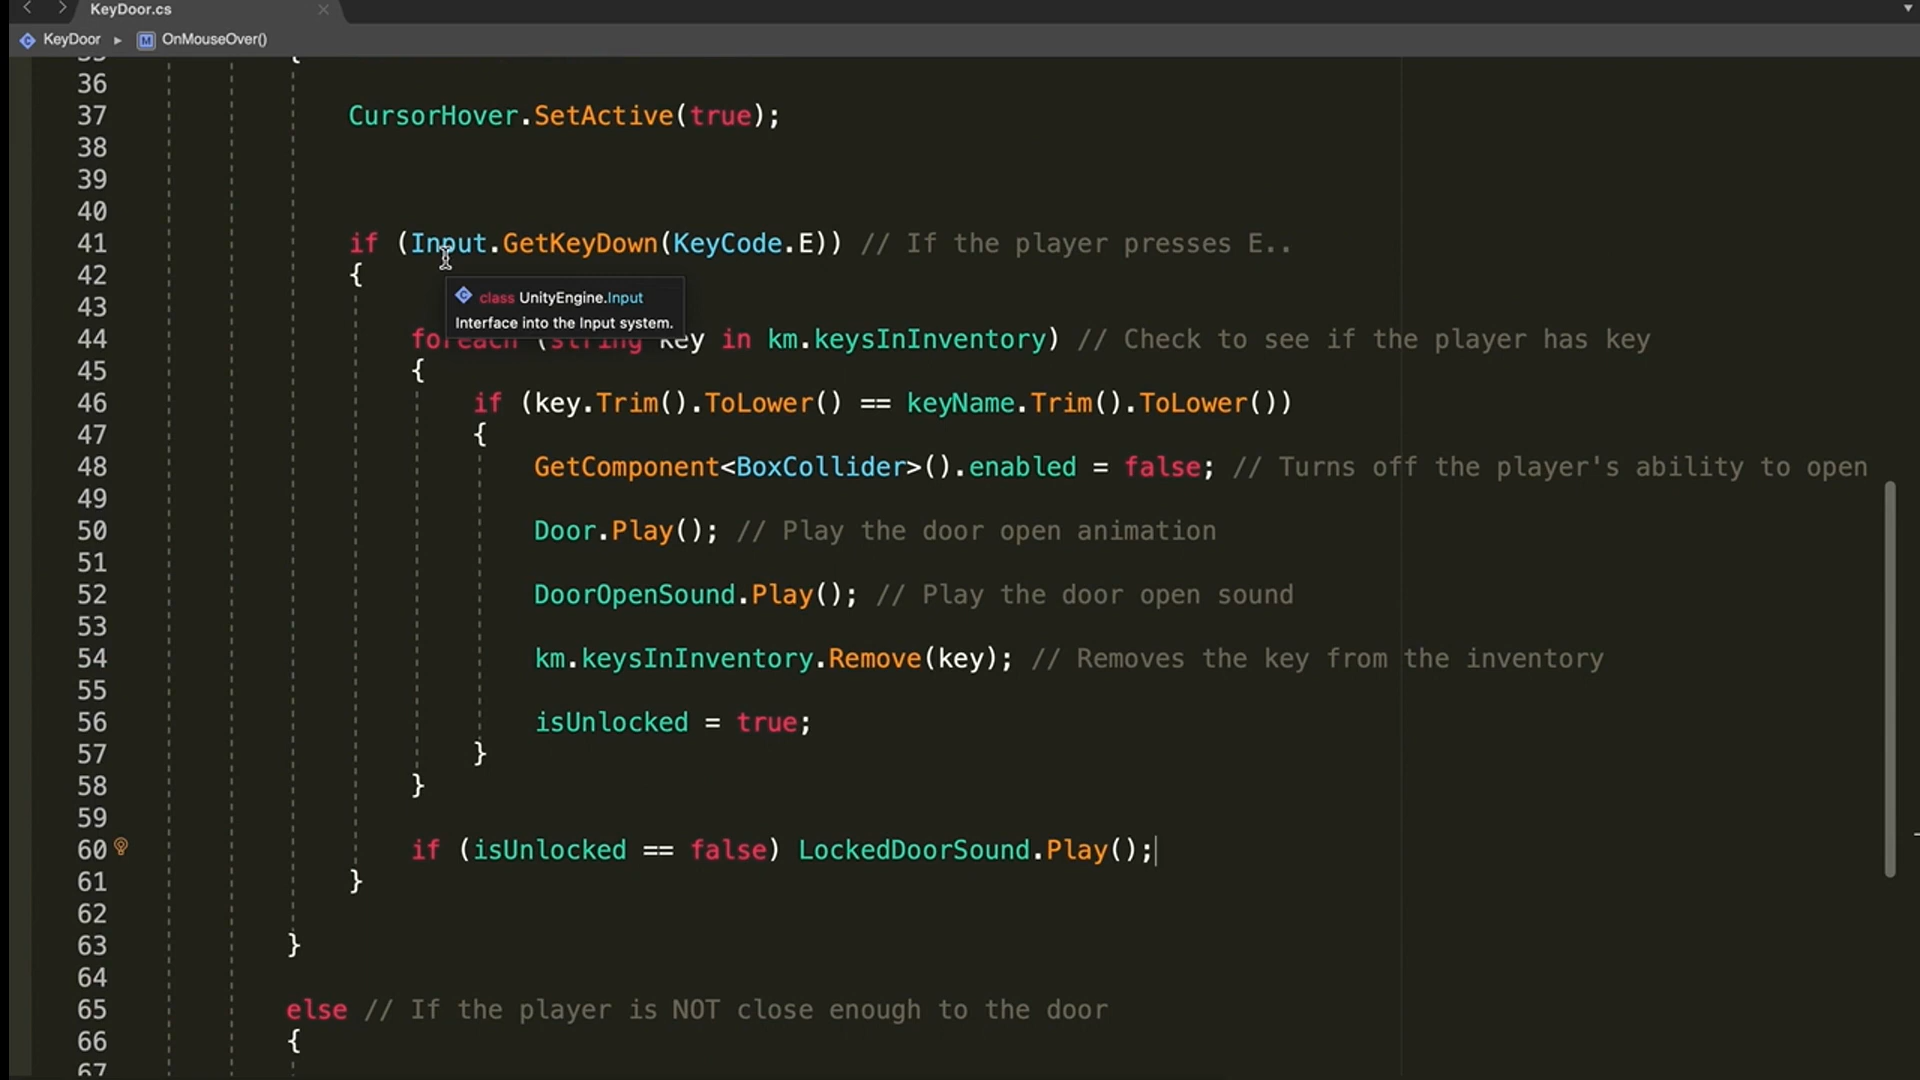 KeyDoor.cs
KeyDoor ▸ M OnMouseOver()
36
37 CursorHover.SetActive(true);
38
39
40
41 if (Input.GetKeyDown(KeyCode.E)) // If the player presses E..
42 {
class UnityEngine.Input
43
Interface into the Input system.
44 foreach (string key in km.keysInInventory) // Check to see if the player has key
45 {
46 if (key.Trim().ToLower() == keyName.Trim().ToLower())
47 {
48 GetComponent<BoxCollider>().enabled = false; // Turns off the player's ability to open
49
50 Door.Play(); // Play the door open animation
51
52 DoorOpenSound.Play(); // Play the door open sound
53
54 km.keysInInventory.Remove(key); // Removes the key from the inventory
55
56 isUnlocked = true;
57 }
58 }
59
60 if (isUnlocked == false) LockedDoorSound.Play();
61 }
62
63 }
64
65 else // If the player is NOT close enough to the door
66 {
67